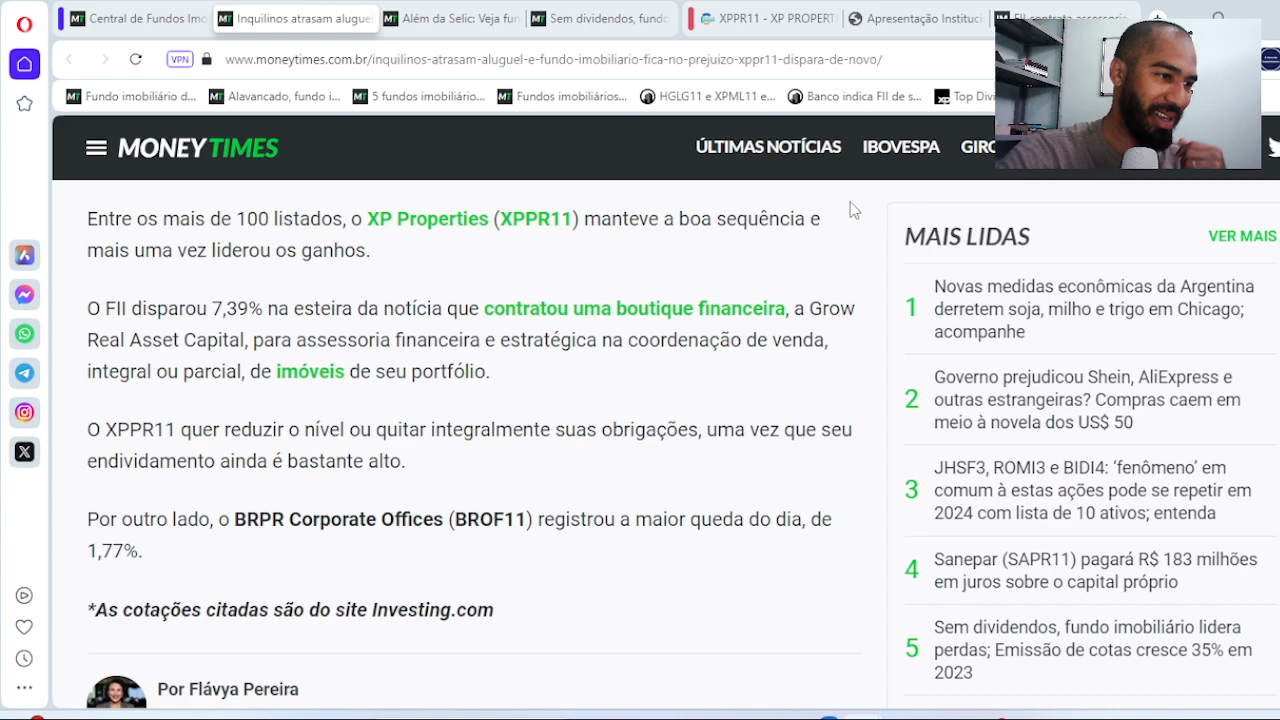 Central de Fundos Imo
Inquilinos atrasam aluguel
Além da Selic: Veja fun
Sem dividendos, fundo
XPPR11 - XP PROPERTI
Apresentação Instituci
FII contrata assessoria
VPN
www.moneytimes.com.br/inquilinos-atrasam-aluguel-e-fundo-imobiliario-fica-no-prejuizo-xppr11-dispara-de-novo/
Fundo imobiliário d...
Alavancado, fundo i...
5 fundos imobiliário...
Fundos imobiliários...
HGLG11 e XPML11 e...
Banco indica FII de s...
Top Divi
MONEY TIMES
ÚLTIMAS NOTÍCIAS
IBOVESPA
GIRO
Entre os mais de 100 listados, o XP Properties (XPPR11) manteve a boa sequência e
mais uma vez liderou os ganhos.
O FII disparou 7,39% na esteira da notícia que contratou uma boutique financeira, a Grow
Real Asset Capital, para assessoria financeira e estratégica na coordenação de venda,
integral ou parcial, de imóveis de seu portfólio.
O XPPR11 quer reduzir o nível ou quitar integralmente suas obrigações, uma vez que seu
endividamento ainda é bastante alto.
Por outro lado, o BRPR Corporate Offices (BROF11) registrou a maior queda do dia, de
1,77%.
*As cotações citadas são do site Investing.com
Por Flávya Pereira
MAIS LIDAS
VER MAIS
1
Novas medidas econômicas da Argentina
derretem soja, milho e trigo em Chicago;
acompanhe
2
Governo prejudicou Shein, AliExpress e
outras estrangeiras? Compras caem em
meio à novela dos US$ 50
3
JHSF3, ROMI3 e BIDI4: ‘fenômeno’ em
comum à estas ações pode se repetir em
2024 com lista de 10 ativos; entenda
4
Sanepar (SAPR11) pagará R$ 183 milhões
em juros sobre o capital próprio
5
Sem dividendos, fundo imobiliário lidera
perdas; Emissão de cotas cresce 35% em
2023